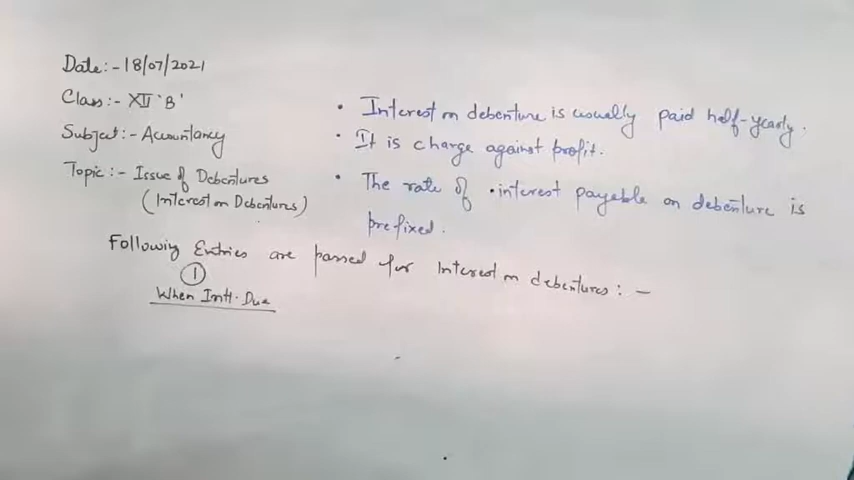 Date:-18/07/2021
Class:- XII 'B'
Subject:- Accountancy
Topic:- Issue of Debentures
(Interest on Debentures)
• Interest on debenture is usually paid half-yearly.
• It is charge against profit.
• The rate of interest payable on debenture is
prefixed.
Following Entries are passed for Interest on debentures: -
①
When Intt. Due